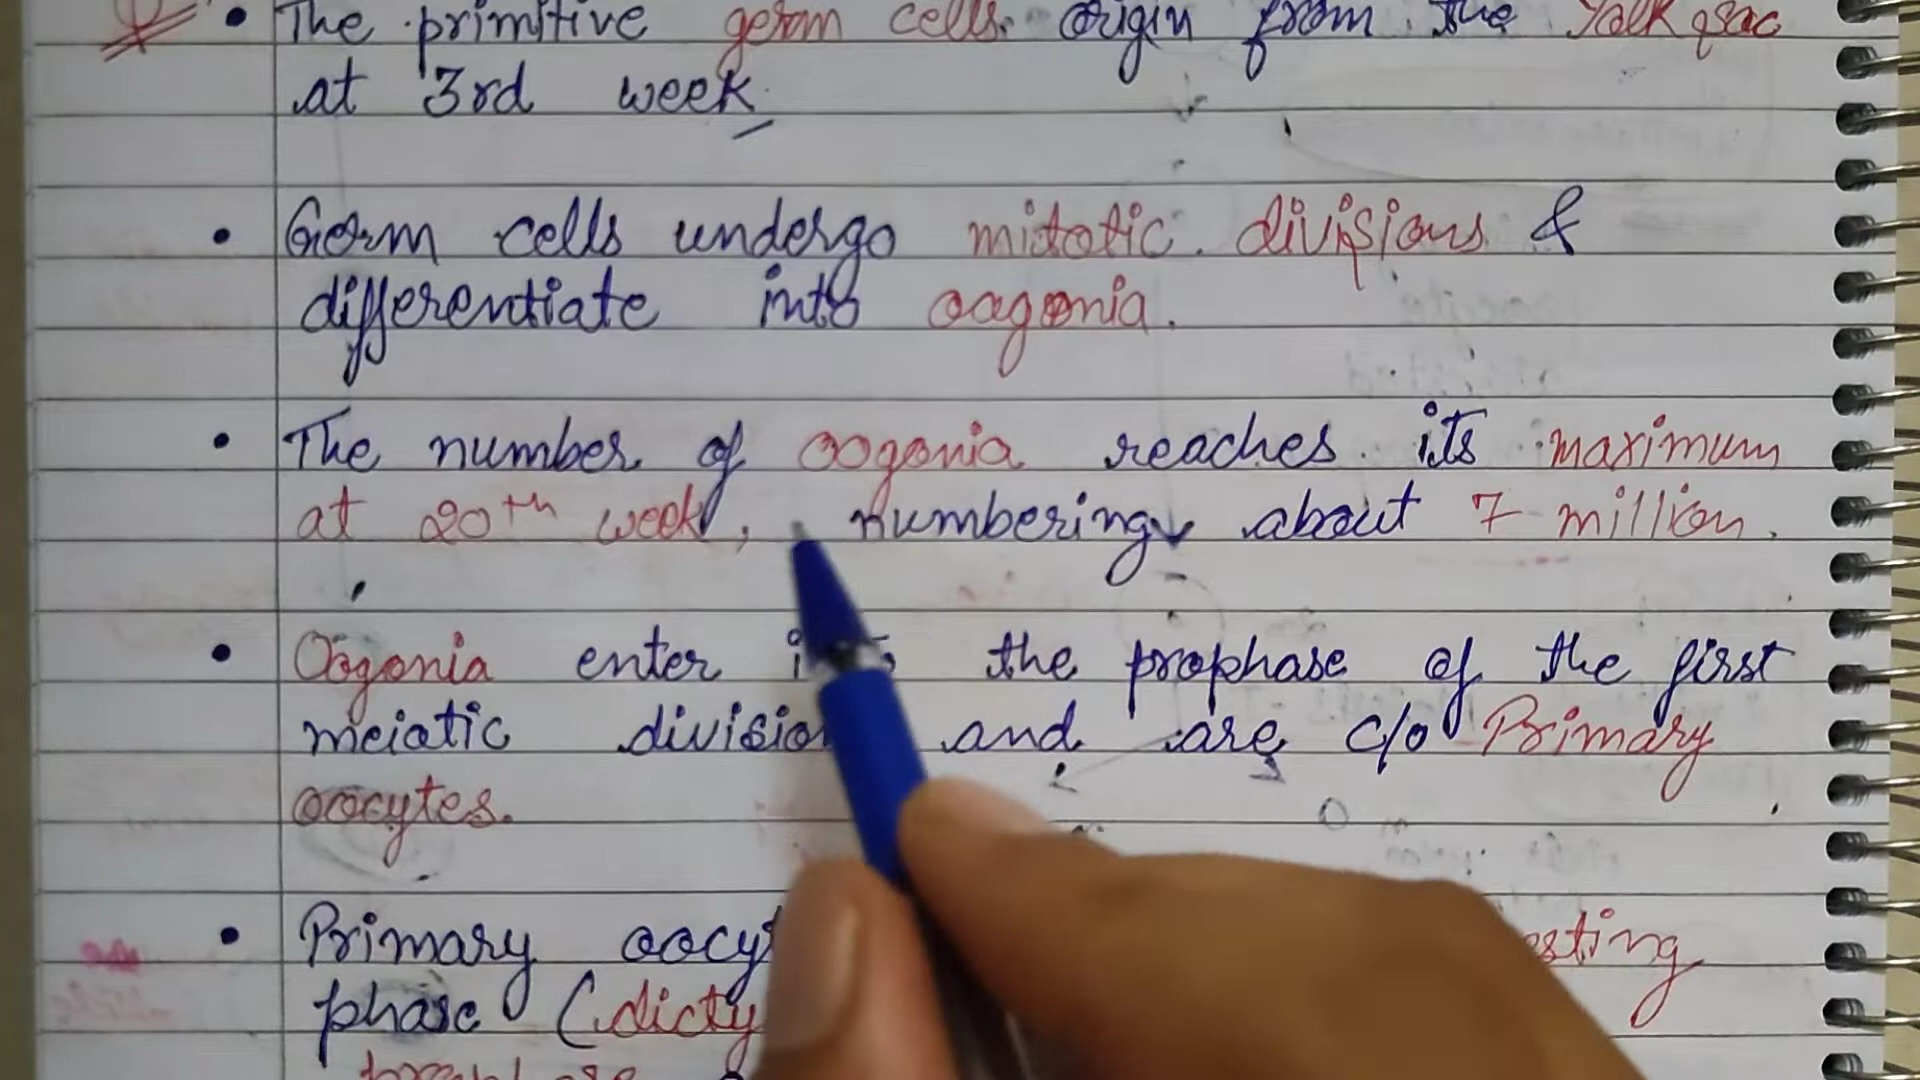 • The primitive germ cells origin from the Yolk sac
at 3rd week
• Germ cells undergo mitotic divisions &
differentiate into oogonia.
• The number of oogonia reaches its maximum
at 20th week, numbering about 7 million.
• Oogonia enter the prophase of the first
meiotic division and are c/o Primary
oocytes.
• Primary
phase (